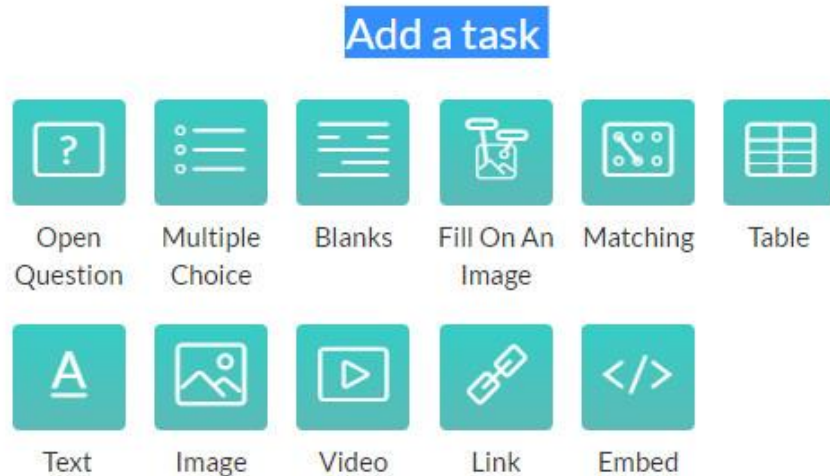 Add a task
?
Open Question
Multiple Choice
Blanks
Fill On An Image
Matching
Table
A
</>
Text
Image
Video
Link
Embed